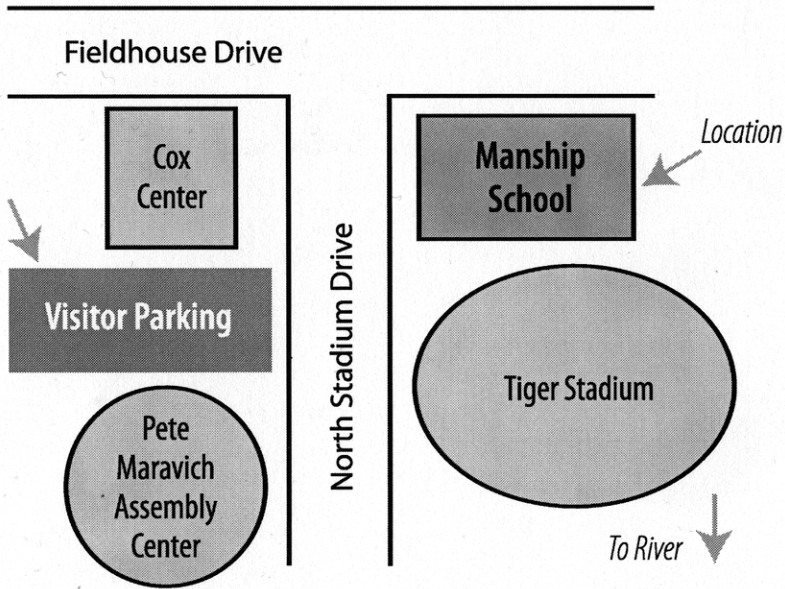 Fieldhouse Drive
Cox
Center
Manship
School
Location
Visitor Parking
North Stadium Drive
Tiger Stadium
Pete
Maravich
Assembly
Center
To River